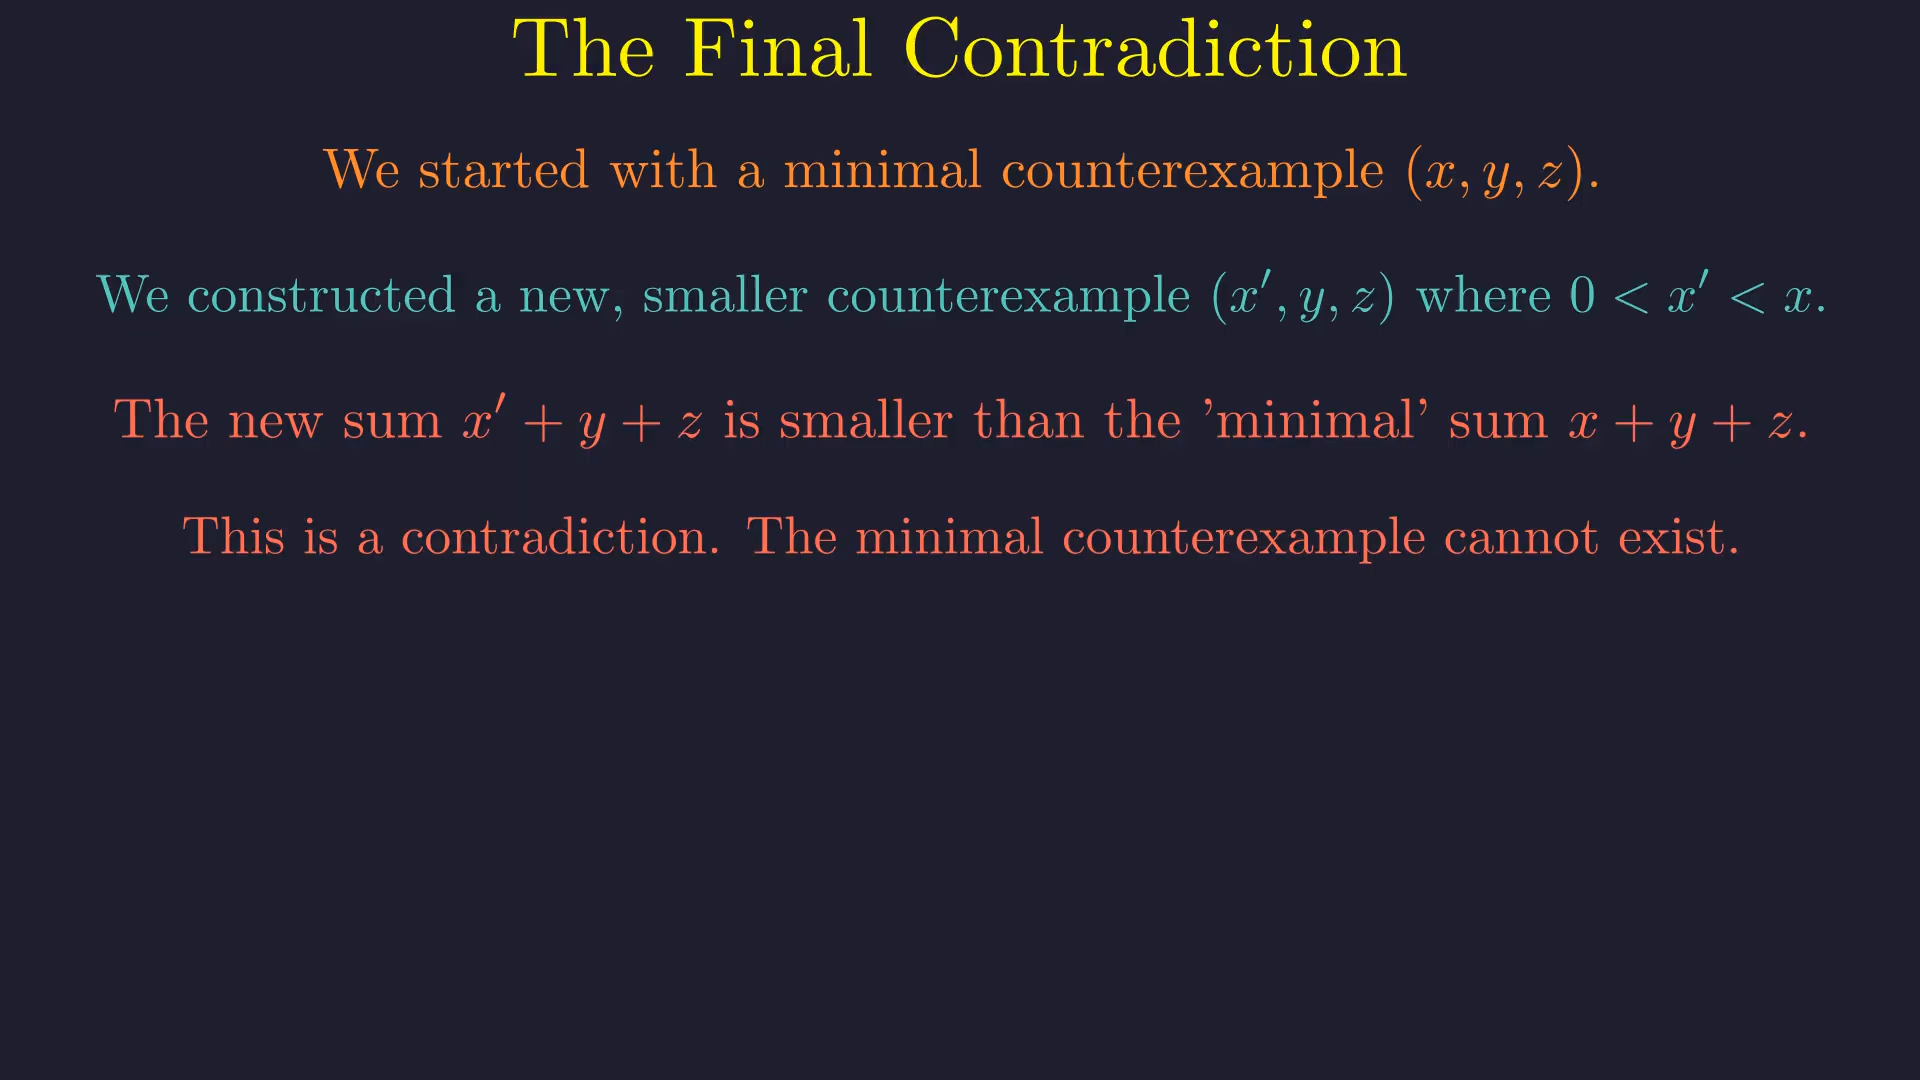 The Final Contradiction
We started with a minimal counterexample (x, y, z).
We constructed a new, smaller counterexample (x′, y, z) where 0 < x′ < x.
The new sum x′ + y + z is smaller than the ’minimal’ sum x + y + z.
This is a contradiction. The minimal counterexample cannot exist.